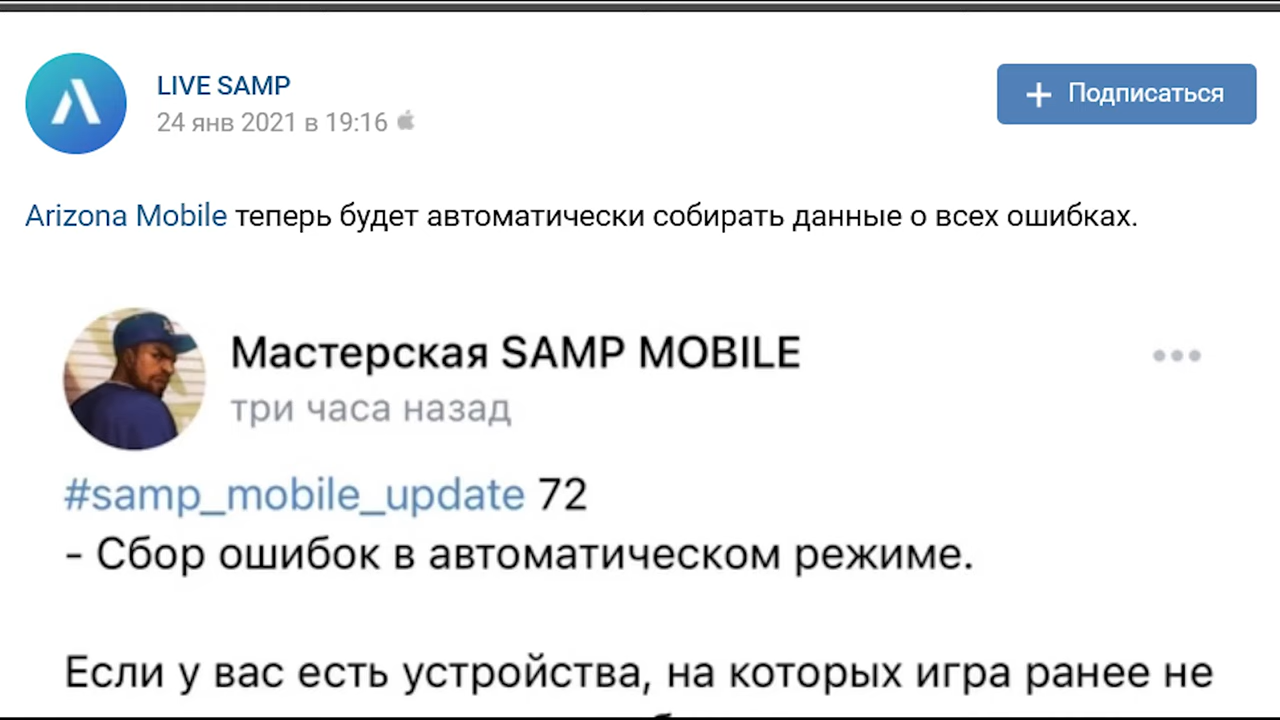 LIVE SAMP
24 янв 2021 в 19:16
+ Подписаться
Arizona Mobile теперь будет автоматически собирать данные о всех ошибках.
Мастерская SAMP MOBILE
три часа назад
#samp_mobile_update 72
- Сбор ошибок в автоматическом режиме.
Если у вас есть устройства, на которых игра ранее не